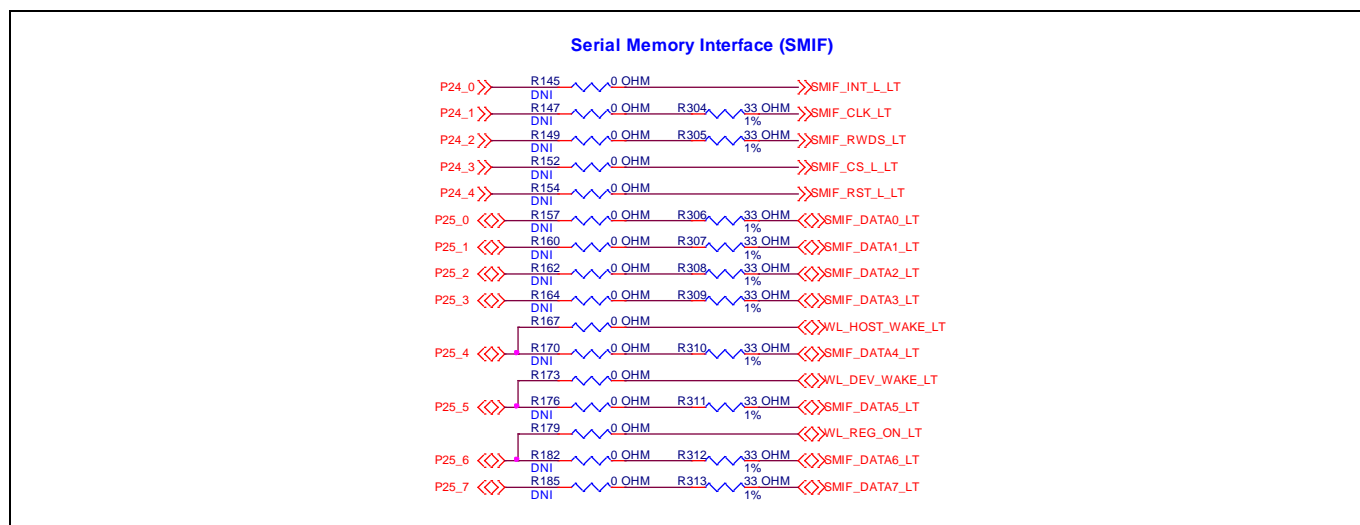 Serial Memory Interface (SMIF)
P24_0 R145 0 OHM SMIF_INT_L_LT
DNI
P24_1 R147 0 OHM R304 33 OHM SMIF_CLK_LT
DNI 1%
P24_2 R149 0 OHM R305 33 OHM SMIF_RWDS_LT
DNI 1%
P24_3 R152 0 OHM SMIF_CS_L_LT
DNI
P24_4 R154 0 OHM SMIF_RST_L_LT
DNI
P25_0 R157 0 OHM R306 33 OHM SMIF_DATA0_LT
DNI 1%
P25_1 R160 0 OHM R307 33 OHM SMIF_DATA1_LT
DNI 1%
P25_2 R162 0 OHM R308 33 OHM SMIF_DATA2_LT
DNI 1%
P25_3 R164 0 OHM R309 33 OHM SMIF_DATA3_LT
DNI 1%
R167 0 OHM WL_HOST_WAKE_LT
P25_4 R170 0 OHM R310 33 OHM SMIF_DATA4_LT
DNI 1%
R173 0 OHM WL_DEV_WAKE_LT
P25_5 R176 0 OHM R311 33 OHM SMIF_DATA5_LT
DNI 1%
R179 0 OHM WL_REG_ON_LT
P25_6 R182 0 OHM R312 33 OHM SMIF_DATA6_LT
DNI 1%
P25_7 R185 0 OHM R313 33 OHM SMIF_DATA7_LT
DNI 1%